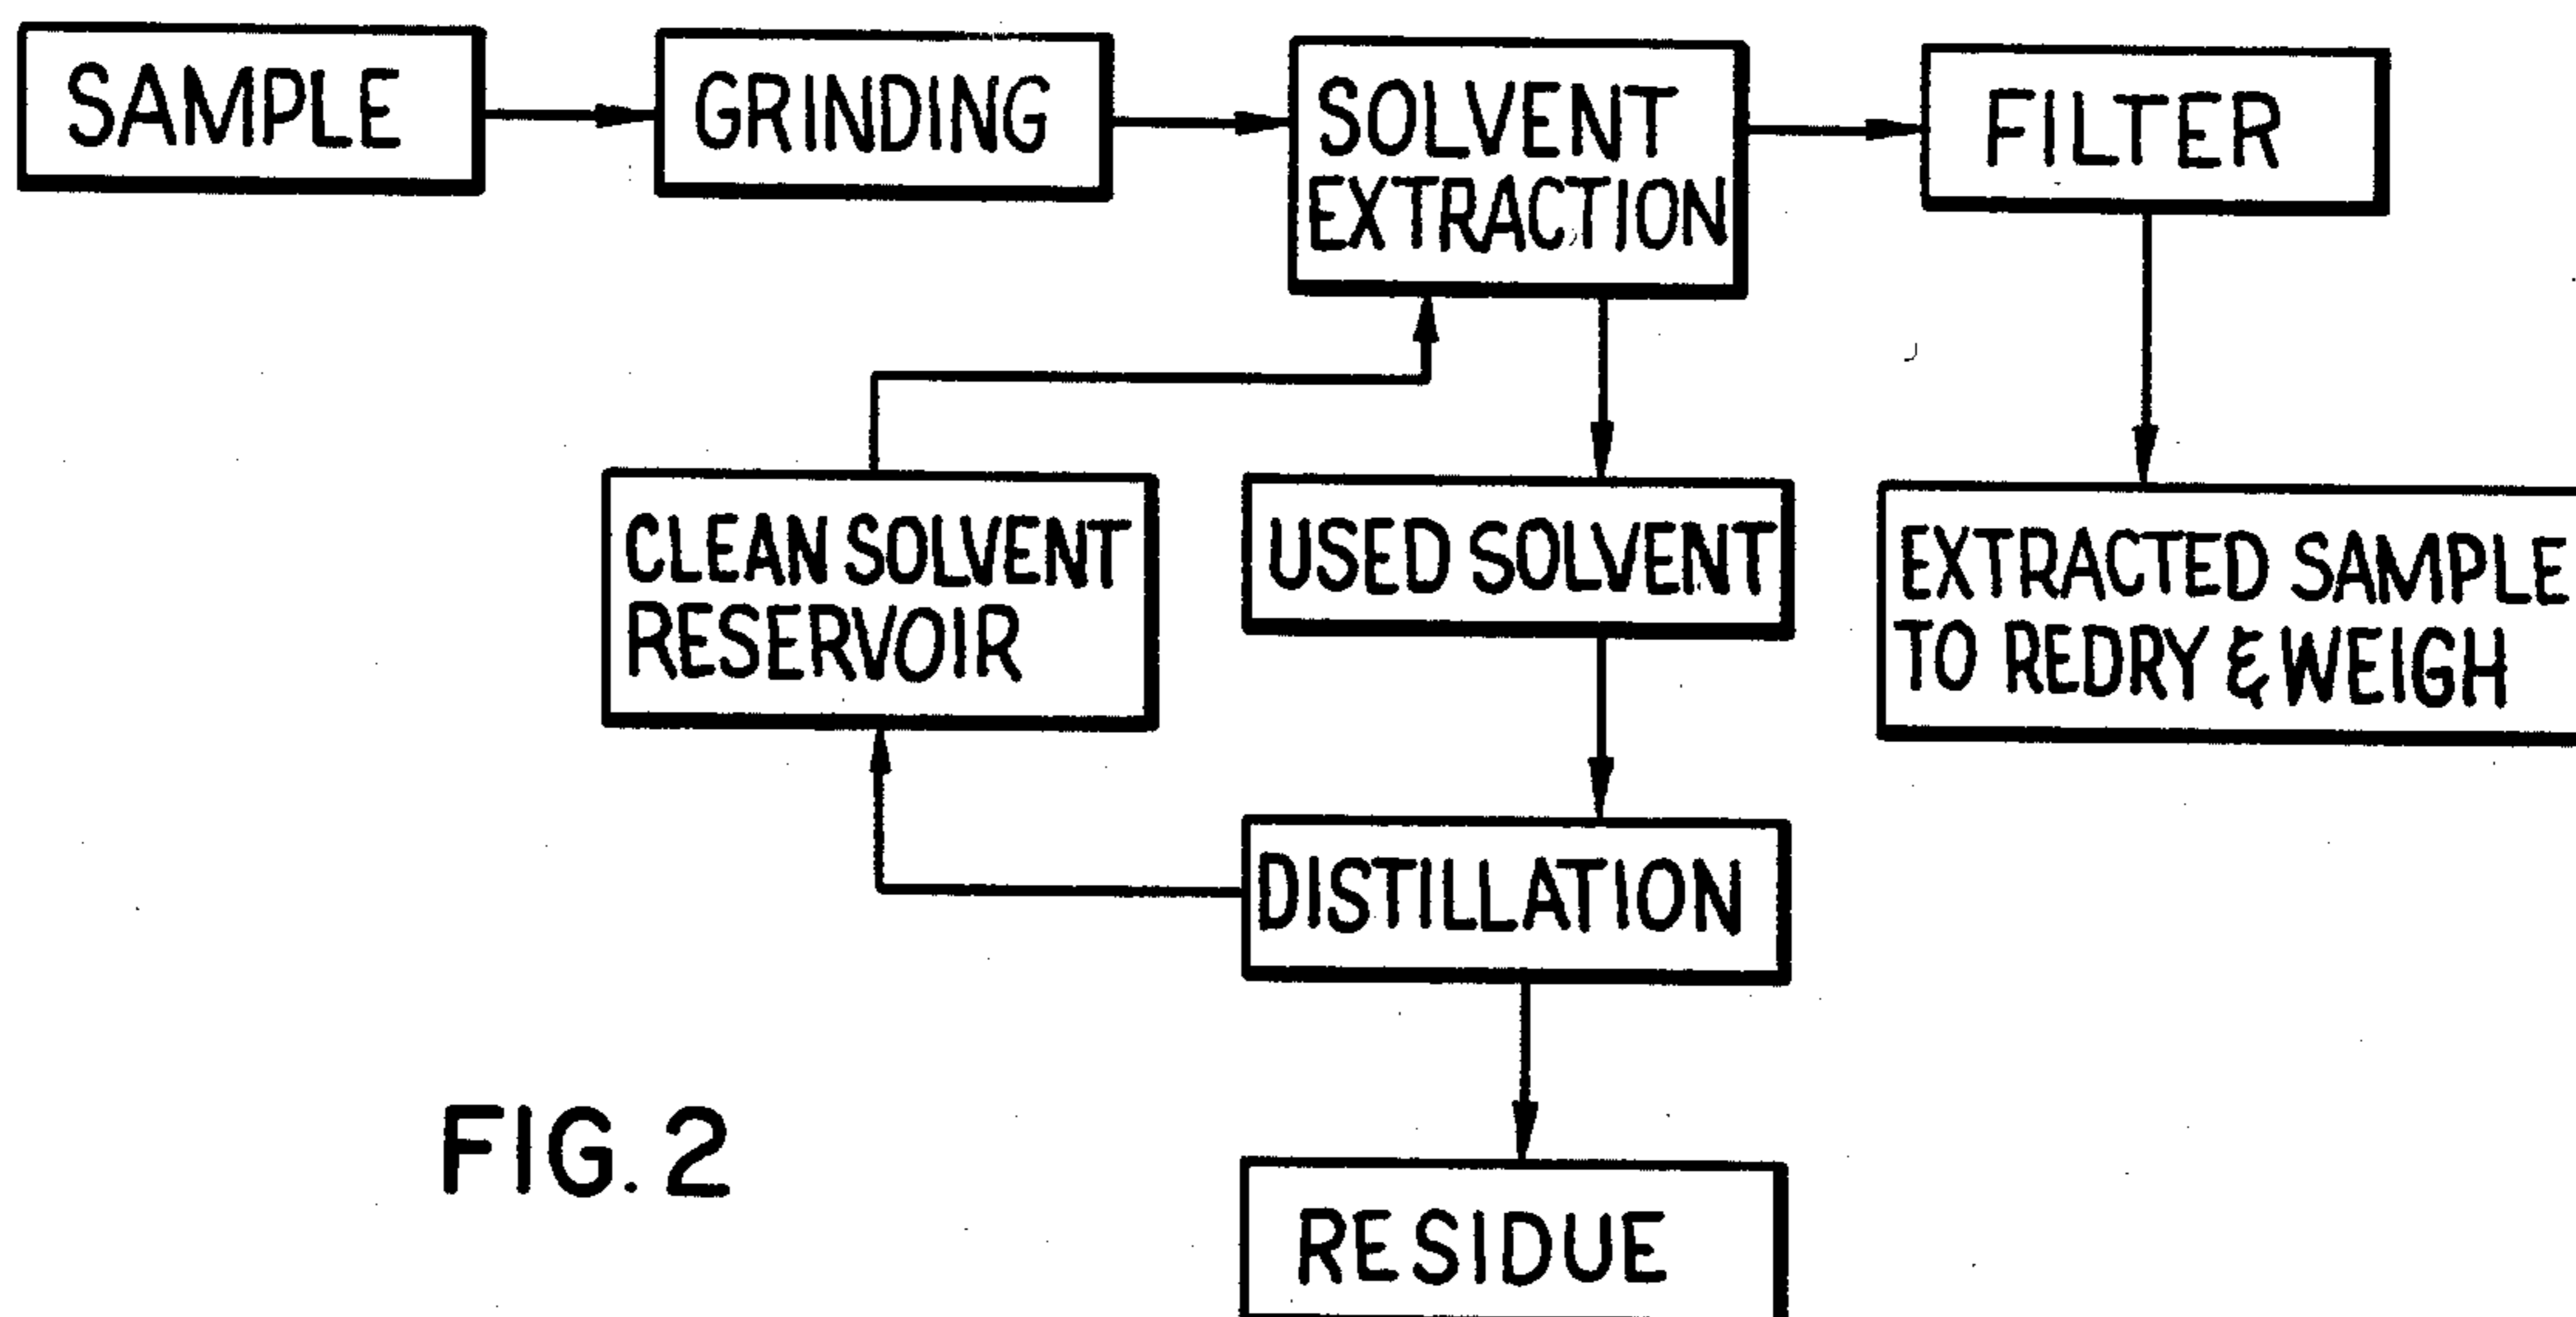 SAMPLE
GRINDING
SOLVENT
EXTRACTION
FILTER
CLEAN SOLVENT
RESERVOIR
USED SOLVENT
EXTRACTED SAMPLE
TO REDRY & WEIGH
DISTILLATION
RESIDUE
FIG. 2